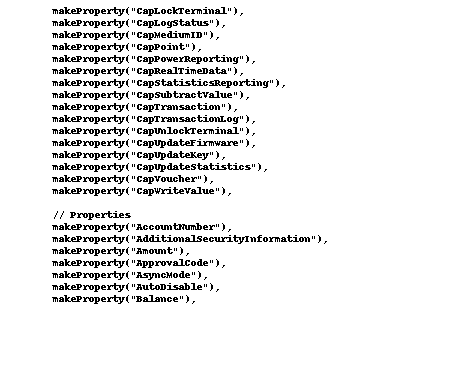 makeProperty("CapLockTerminal"),
makeProperty("CapLogStatus"),
makeProperty("CapMediumID"),
makeProperty("CapPoint"),
makeProperty("CapPowerReporting"),
makeProperty("CapRealTimeData"),
makeProperty("CapStatisticsReporting"),
makeProperty("CapSubtractValue"),
makeProperty("CapTransaction"),
makeProperty("CapTransactionLog"),
makeProperty("CapUnlockTerminal"),
makeProperty("CapUpdateFirmware"),
makeProperty("CapUpdateKey"),
makeProperty("CapUpdateStatistics"),
makeProperty("CapVoucher"),
makeProperty("CapWriteValue"),
// Properties
makeProperty("AccountNumber"),
makeProperty("AdditionalSecurityInformation"),
makeProperty("Amount"),
makeProperty("ApprovalCode"),
makeProperty("AsyncMode"),
makeProperty("AutoDisable"),
makeProperty("Balance"),